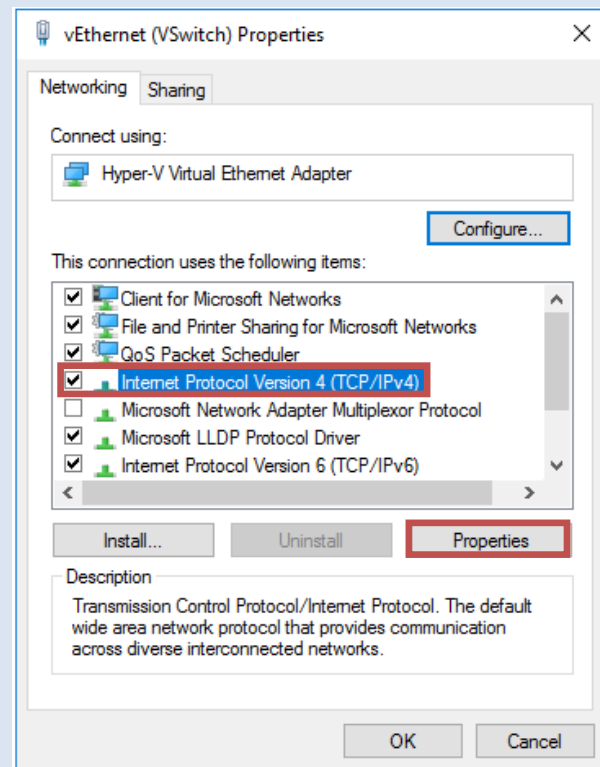 vEthernet (VSwitch) Properties
Networking
Sharing
Connect using:
Hyper-V Virtual Ethernet Adapter
Configure...
This connection uses the following items:
Client for Microsoft Networks
File and Printer Sharing for Microsoft Networks
QoS Packet Scheduler
Internet Protocol Version 4 (TCP/IPv4)
Microsoft Network Adapter Multiplexor Protocol
Microsoft LLDP Protocol Driver
Internet Protocol Version 6 (TCP/IPv6)
Install...
Uninstall
Properties
Description
Transmission Control Protocol/Internet Protocol. The default
wide area network protocol that provides communication
across diverse interconnected networks.
OK
Cancel